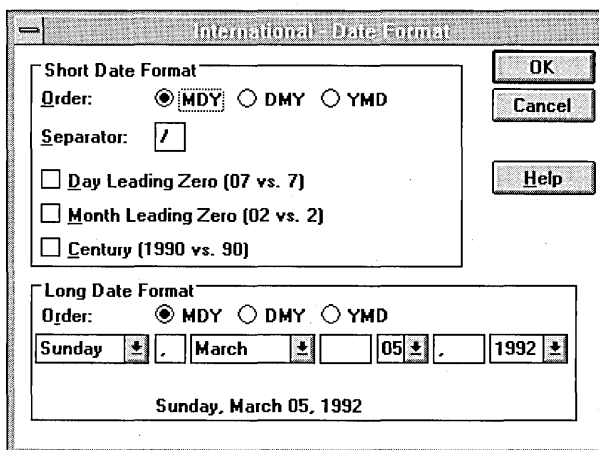 International - Date Format
Short Date Format
Order: MDY DMY YMD
Separator: /
Day Leading Zero (07 vs. 7)
Month Leading Zero (02 vs. 2)
Century (1990 vs. 90)
OK
Cancel
Help
Long Date Format
Order: MDY DMY YMD
Sunday , March 05 , 1992
Sunday, March 05, 1992